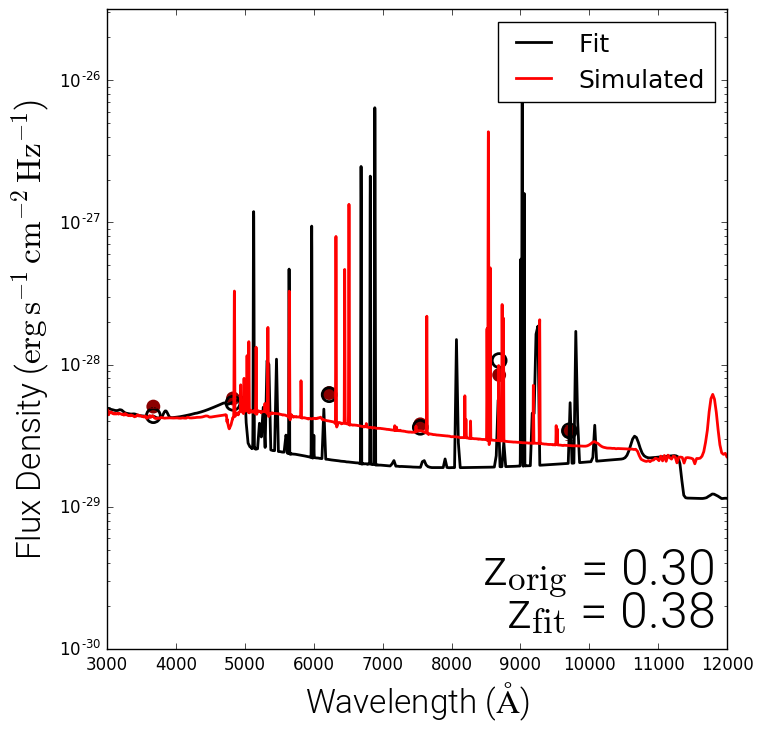 Fit
Simulated
10^-26
10^-27
10^-28
10^-29
10^-30
Flux Density (erg s^-1 cm^-2 Hz^-1)
z_orig = 0.30
z_fit = 0.38
3000 4000 5000 6000 7000 8000 9000 10000 11000 12000
Wavelength (Å)